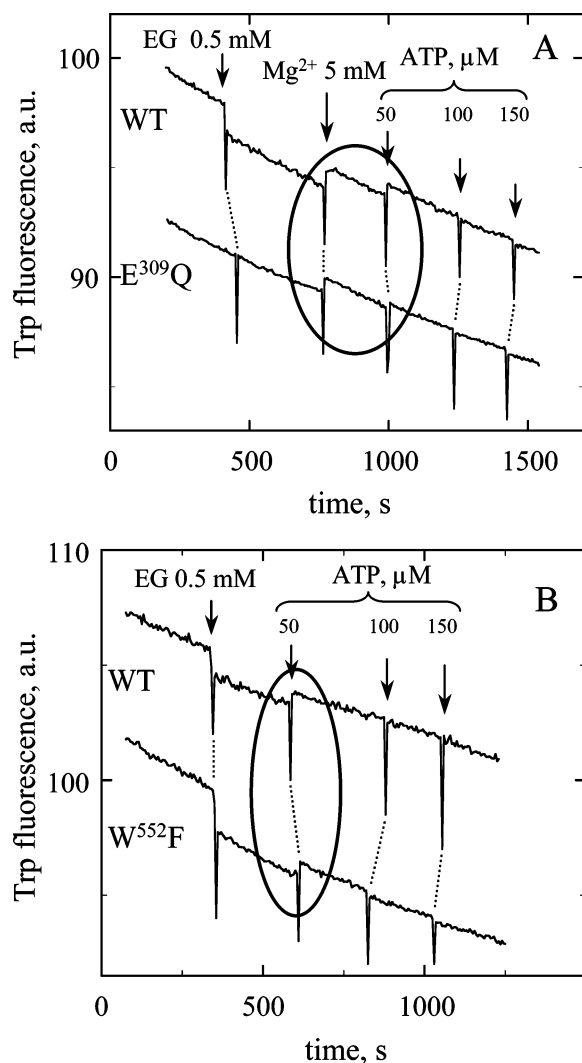 A
EG 0.5 mM
Mg²⁺ 5 mM
ATP, µM
50 100 150
WT
E³⁰⁹Q
Trp fluorescence, a.u.
100
90
0 500 1000 1500
time, s
B
EG 0.5 mM
ATP, µM
50 100 150
WT
W⁵⁵²F
Trp fluorescence, a.u.
110
100
0 500 1000
time, s